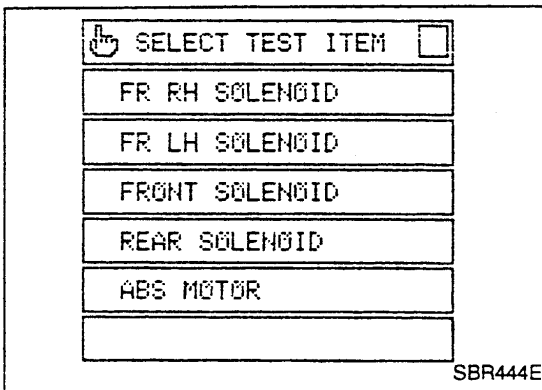 SELECT TEST ITEM
FR RH SOLENOID
FR LH SOLENOID
FRONT SOLENOID
REAR SOLENOID
ABS MOTOR
SBR444E